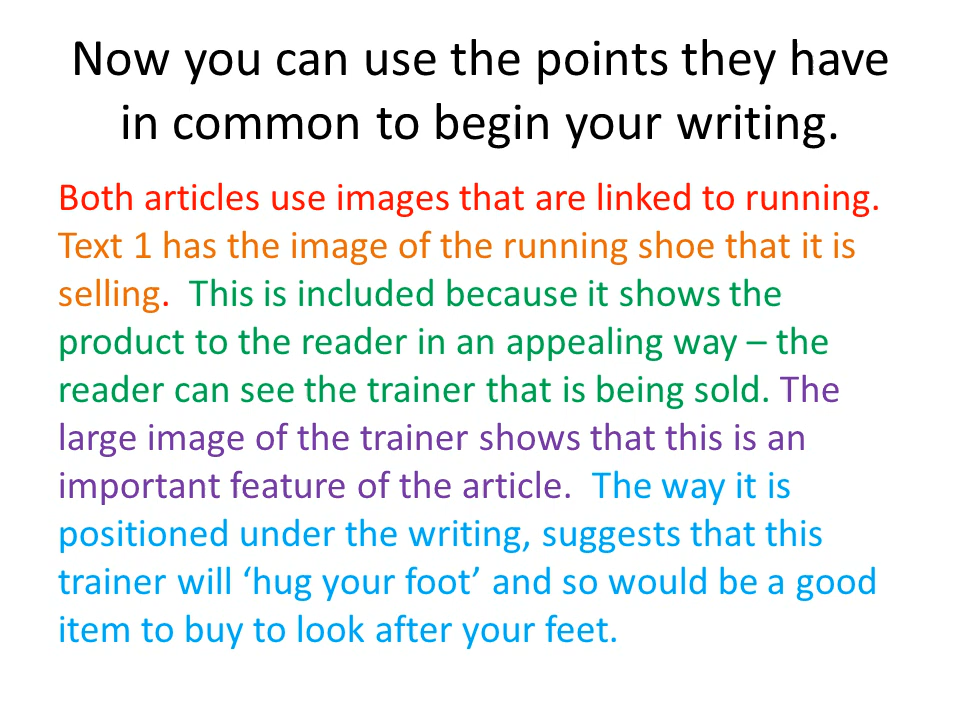 Now you can use the points they have
in common to begin your writing.
Both articles use images that are linked to running.
Text 1 has the image of the running shoe that it is
selling.  This is included because it shows the
product to the reader in an appealing way – the
reader can see the trainer that is being sold. The
large image of the trainer shows that this is an
important feature of the article.  The way it is
positioned under the writing, suggests that this
trainer will ‘hug your foot’ and so would be a good
item to buy to look after your feet.